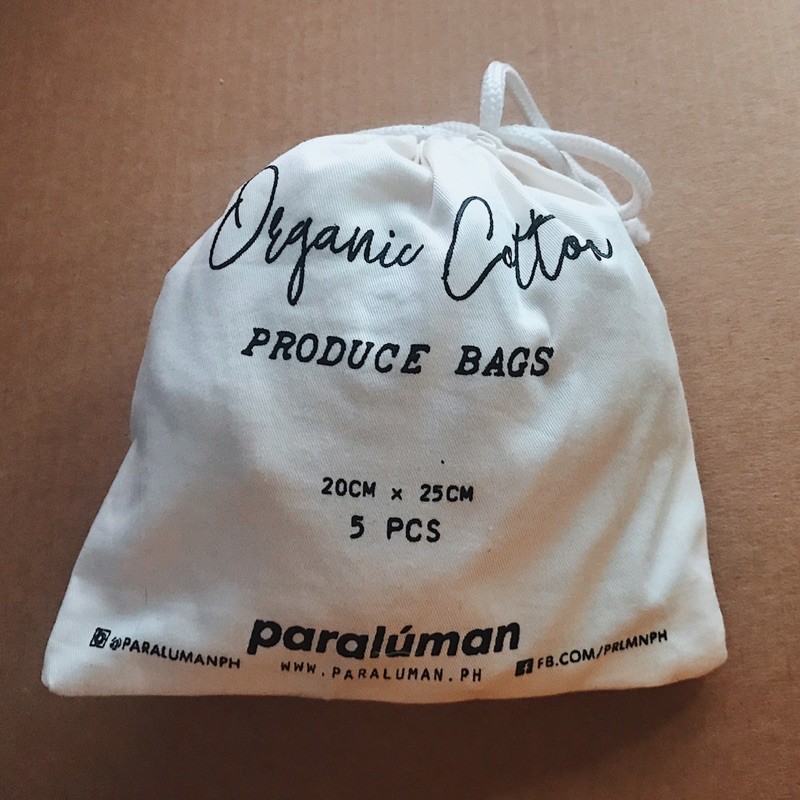 Organic Cotton
PRODUCE BAGS
20CM x 25CM
5 PCS
@PARALUMANPH
paralúman
WWW.PARALUMAN.PH
FB.COM/PRLMNPH